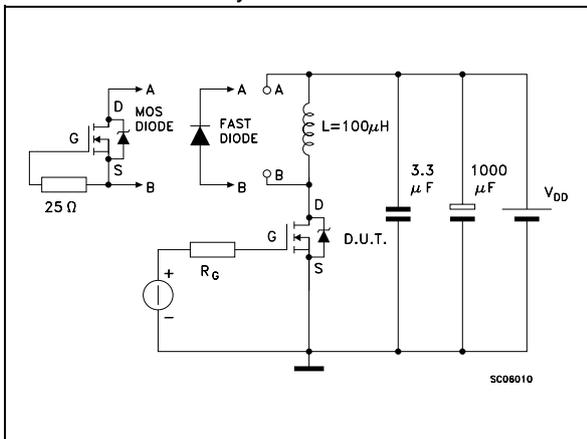 A
D
MOS
DIODE
G
S
B
25 Ω
A
FAST
DIODE
B
A
L=100µH
B
D
G
D.U.T.
S
RG
+
−
3.3
µF
1000
µF
VDD
SC06010